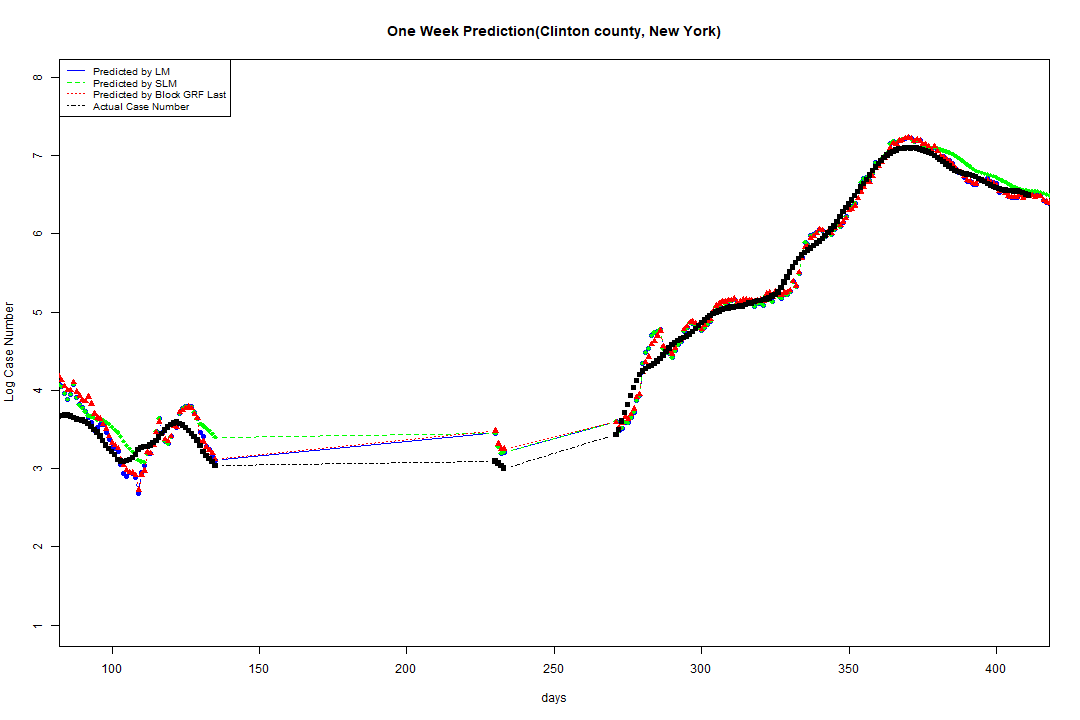 One Week Prediction(Clinton county, New York)
Predicted by LM
Predicted by SLM
Predicted by Block GRF Last
Actual Case Number
8
7
6
5
4
3
2
1
Log Case Number
100 150 200 250 300 350 400
days